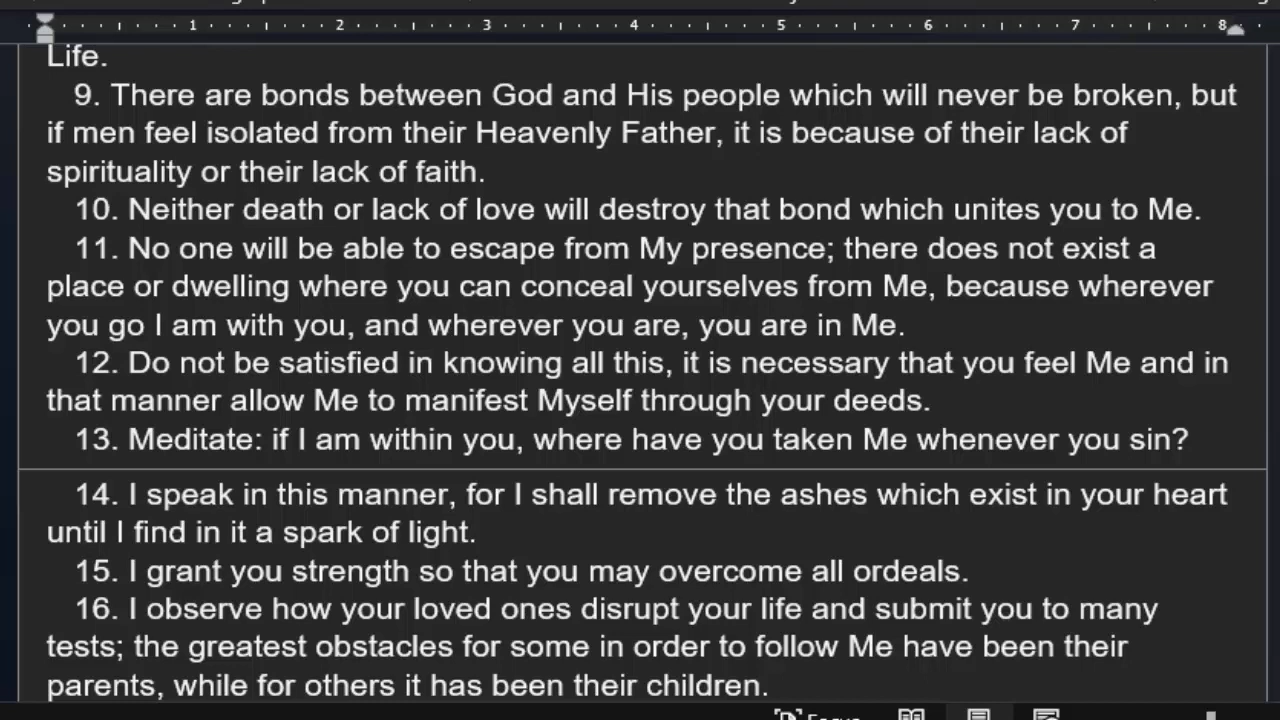 1 2 3 4 5 6 7 8
Life.
9. There are bonds between God and His people which will never be broken, but
if men feel isolated from their Heavenly Father, it is because of their lack of
spirituality or their lack of faith.
10. Neither death or lack of love will destroy that bond which unites you to Me.
11. No one will be able to escape from My presence; there does not exist a
place or dwelling where you can conceal yourselves from Me, because wherever
you go I am with you, and wherever you are, you are in Me.
12. Do not be satisfied in knowing all this, it is necessary that you feel Me and in
that manner allow Me to manifest Myself through your deeds.
13. Meditate: if I am within you, where have you taken Me whenever you sin?
14. I speak in this manner, for I shall remove the ashes which exist in your heart
until I find in it a spark of light.
15. I grant you strength so that you may overcome all ordeals.
16. I observe how your loved ones disrupt your life and submit you to many
tests; the greatest obstacles for some in order to follow Me have been their
parents, while for others it has been their children.
Focus